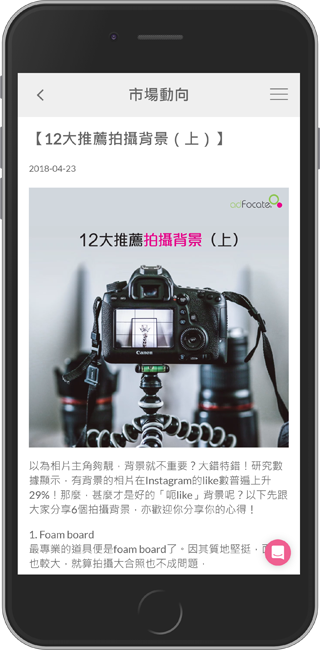 市場動向
【12大推薦拍攝背景（上）】
2018-04-23
adFocate
12大推薦拍攝背景（上）
Canon
以為相片主角夠靚，背景就不重要？大錯特錯！研究數
據顯示，有背景的相片在Instagram的like數普遍上升
29%！那麼，甚麼才是好的「呃like」背景呢？以下先跟
大家分享6個拍攝背景，亦歡迎你分享你的心得！
1. Foam board
最專業的道具便是foam board了。因其質地堅挺，
也較大，就算拍攝大合照也不成問題，